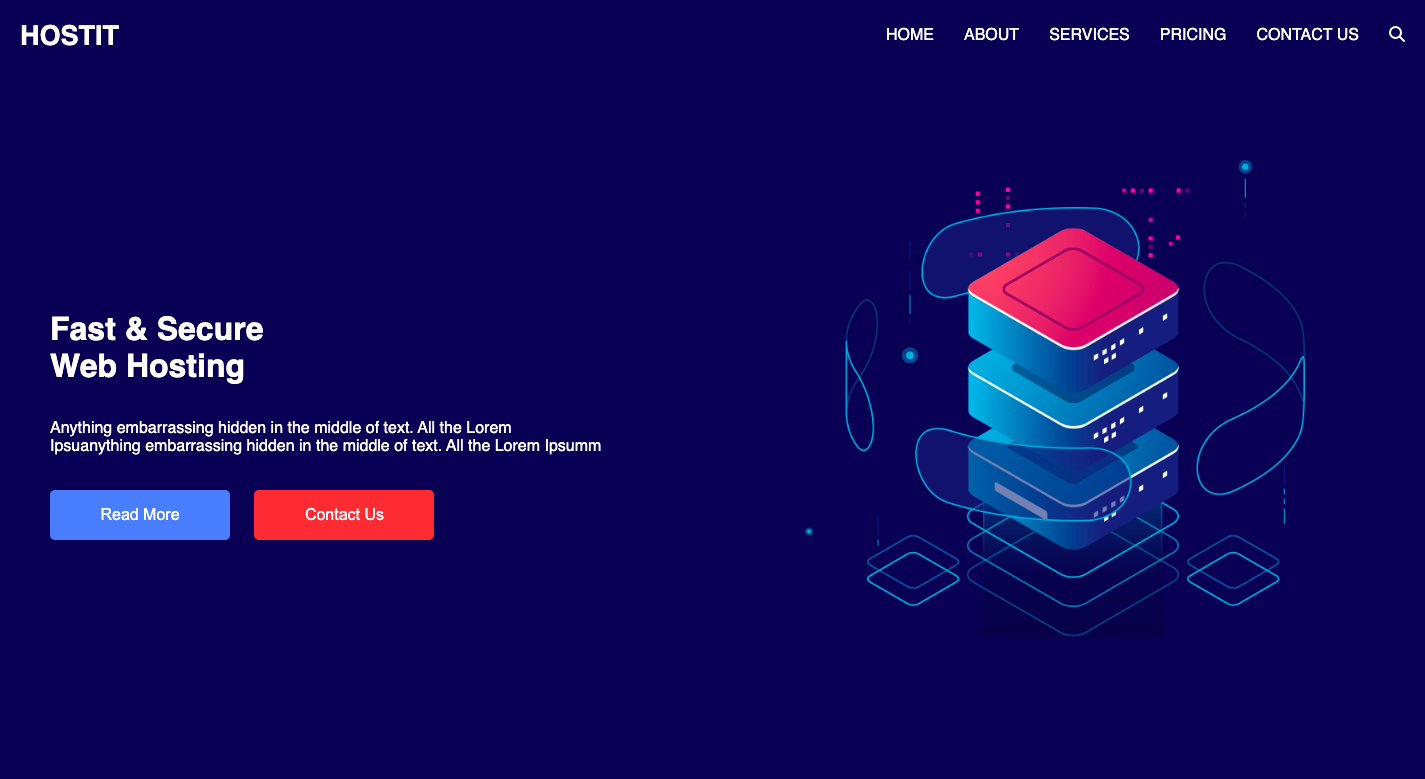 HOSTIT
HOME ABOUT SERVICES PRICING CONTACT US
Fast & Secure
Web Hosting
Anything embarrassing hidden in the middle of text. All the Lorem
Ipsuanything embarrassing hidden in the middle of text. All the Lorem Ipsumm
Read More Contact Us